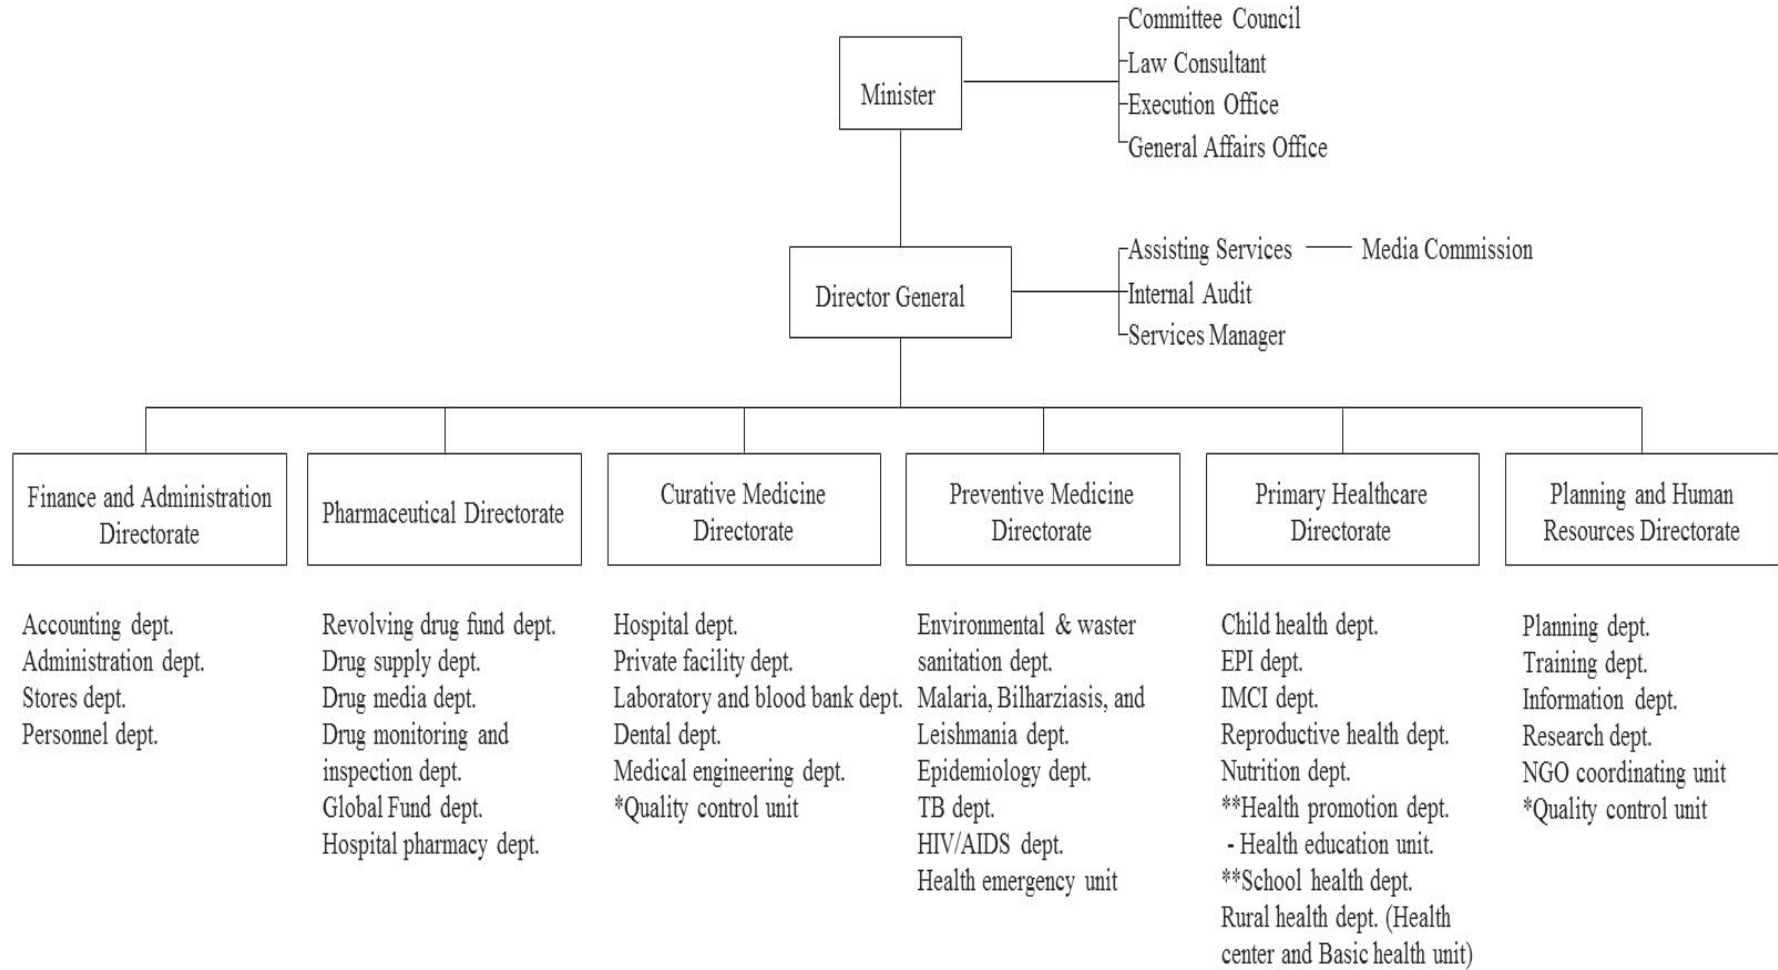 Committee Council
Law Consultant
Minister
Execution Office
General Affairs Office
Assisting Services
Media Commission
Director General
Internal Audit
Services Manager
Finance and Administration
Directorate
Pharmaceutical Directorate
Curative Medicine
Directorate
Preventive Medicine
Directorate
Primary Healthcare
Directorate
Planning and Human
Resources Directorate
Accounting dept.
Administration dept.
Stores dept.
Personnel dept.
Revolving drug fund dept.
Drug supply dept.
Drug media dept.
Drug monitoring and
inspection dept.
Global Fund dept.
Hospital pharmacy dept.
Hospital dept.
Private facility dept.
Laboratory and blood bank dept.
Dental dept.
Medical engineering dept.
*Quality control unit
Environmental & waster
sanitation dept.
Malaria, Bilharziasis, and
Leishmania dept.
Epidemiology dept.
TB dept.
HIV/AIDS dept.
Health emergency unit
Child health dept.
EPI dept.
IMCI dept.
Reproductive health dept.
Nutrition dept.
**Health promotion dept.
- Health education unit.
**School health dept.
Rural health dept. (Health
center and Basic health unit)
Planning dept.
Training dept.
Information dept.
Research dept.
NGO coordinating unit
*Quality control unit